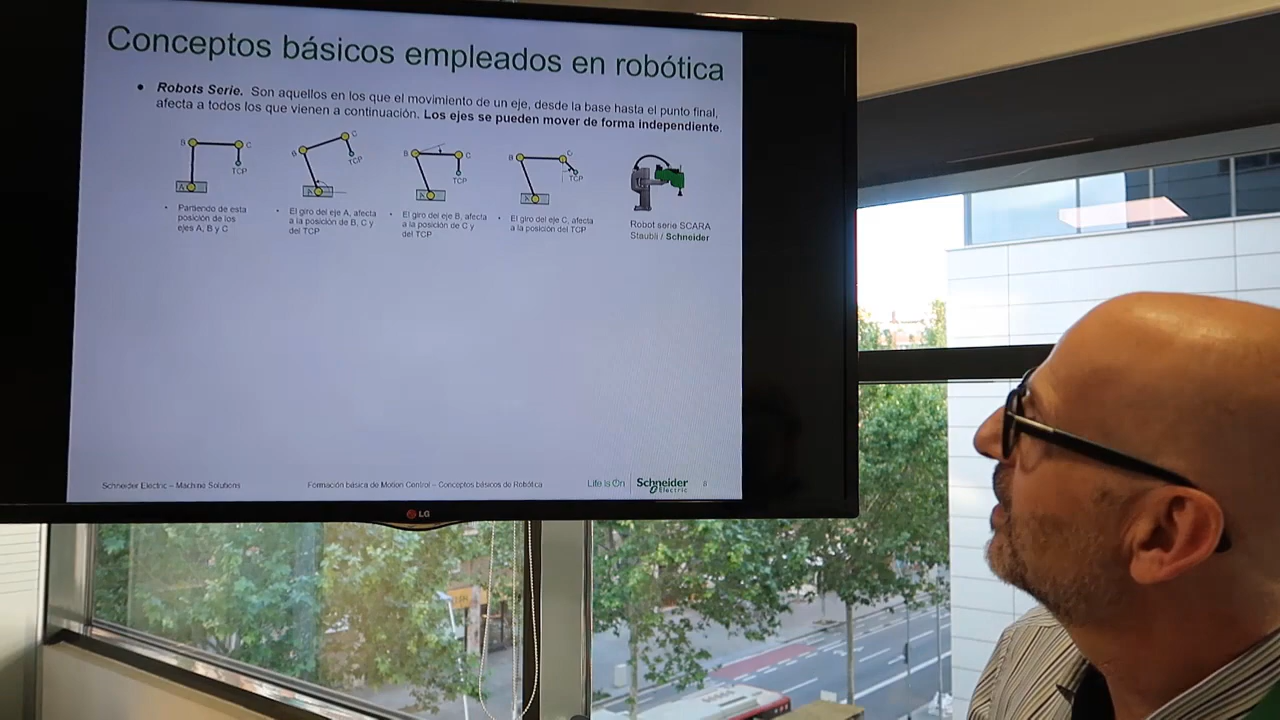 Conceptos básicos empleados en robótica
• Robots Serie. Son aquellos en los que el movimiento de un eje, desde la base hasta el punto final,
afecta a todos los que vienen a continuación. Los ejes se pueden mover de forma independiente.
B C
TCP
A
B C
TCP
A
B C
TCP
A
B C
TCP
A
• Partiendo de esta
posición de los
ejes A, B y C
• El giro del eje A, afecta
a la posición de B, C y
del TCP
• El giro del eje B, afecta
a la posición de C y
del TCP
• El giro del eje C, afecta
a la posición del TCP
Robot serie SCARA
Staubli / Schneider
Schneider Electric – Machine Solutions
Formación básica de Motion Control – Conceptos básicos de Robótica
Life Is On
Schneider
Electric
8
LG